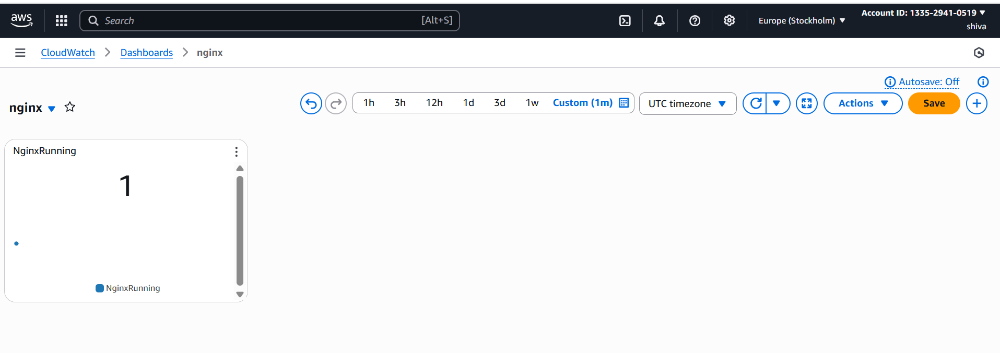 aws
Search [Alt+S]
Europe (Stockholm)
Account ID: 1335-2941-0519
shiva
CloudWatch
Dashboards
nginx
Autosave: Off
nginx
1h 3h 12h 1d 3d 1w Custom (1m)
UTC timezone
Actions
Save
NginxRunning
1
NginxRunning